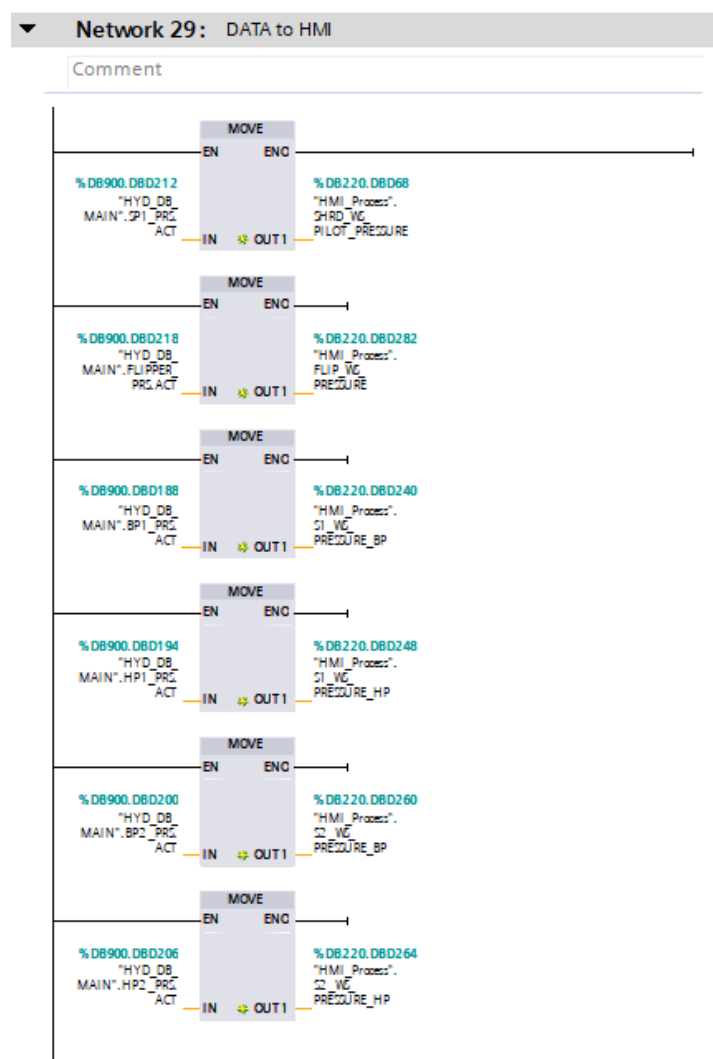 Network 29: DATA to HMI
Comment
MOVE
EN ENO
%DB900.DBD212
"HYD_DB_
MAIN".SP1_PRS.
ACT
IN OUT1
%DB220.DBD68
"HMI_Process".
SHRD_WS_
PILOT_PRESSURE
MOVE
EN ENO
%DB900.DBD218
"HYD_DB_
MAIN".FLIPPER_
PRS.ACT
IN OUT1
%DB220.DBD282
"HMI_Process".
FLIP_WS_
PRESSURE
MOVE
EN ENO
%DB900.DBD188
"HYD_DB_
MAIN".BP1_PRS.
ACT
IN OUT1
%DB220.DBD240
"HMI_Process".
S1_WS_
PRESSURE_BP
MOVE
EN ENO
%DB900.DBD194
"HYD_DB_
MAIN".HP1_PRS.
ACT
IN OUT1
%DB220.DBD248
"HMI_Process".
S1_WS_
PRESSURE_HP
MOVE
EN ENO
%DB900.DBD200
"HYD_DB_
MAIN".BP2_PRS.
ACT
IN OUT1
%DB220.DBD260
"HMI_Process".
S2_WS_
PRESSURE_BP
MOVE
EN ENO
%DB900.DBD206
"HYD_DB_
MAIN".HP2_PRS.
ACT
IN OUT1
%DB220.DBD264
"HMI_Process".
S2_WS_
PRESSURE_HP